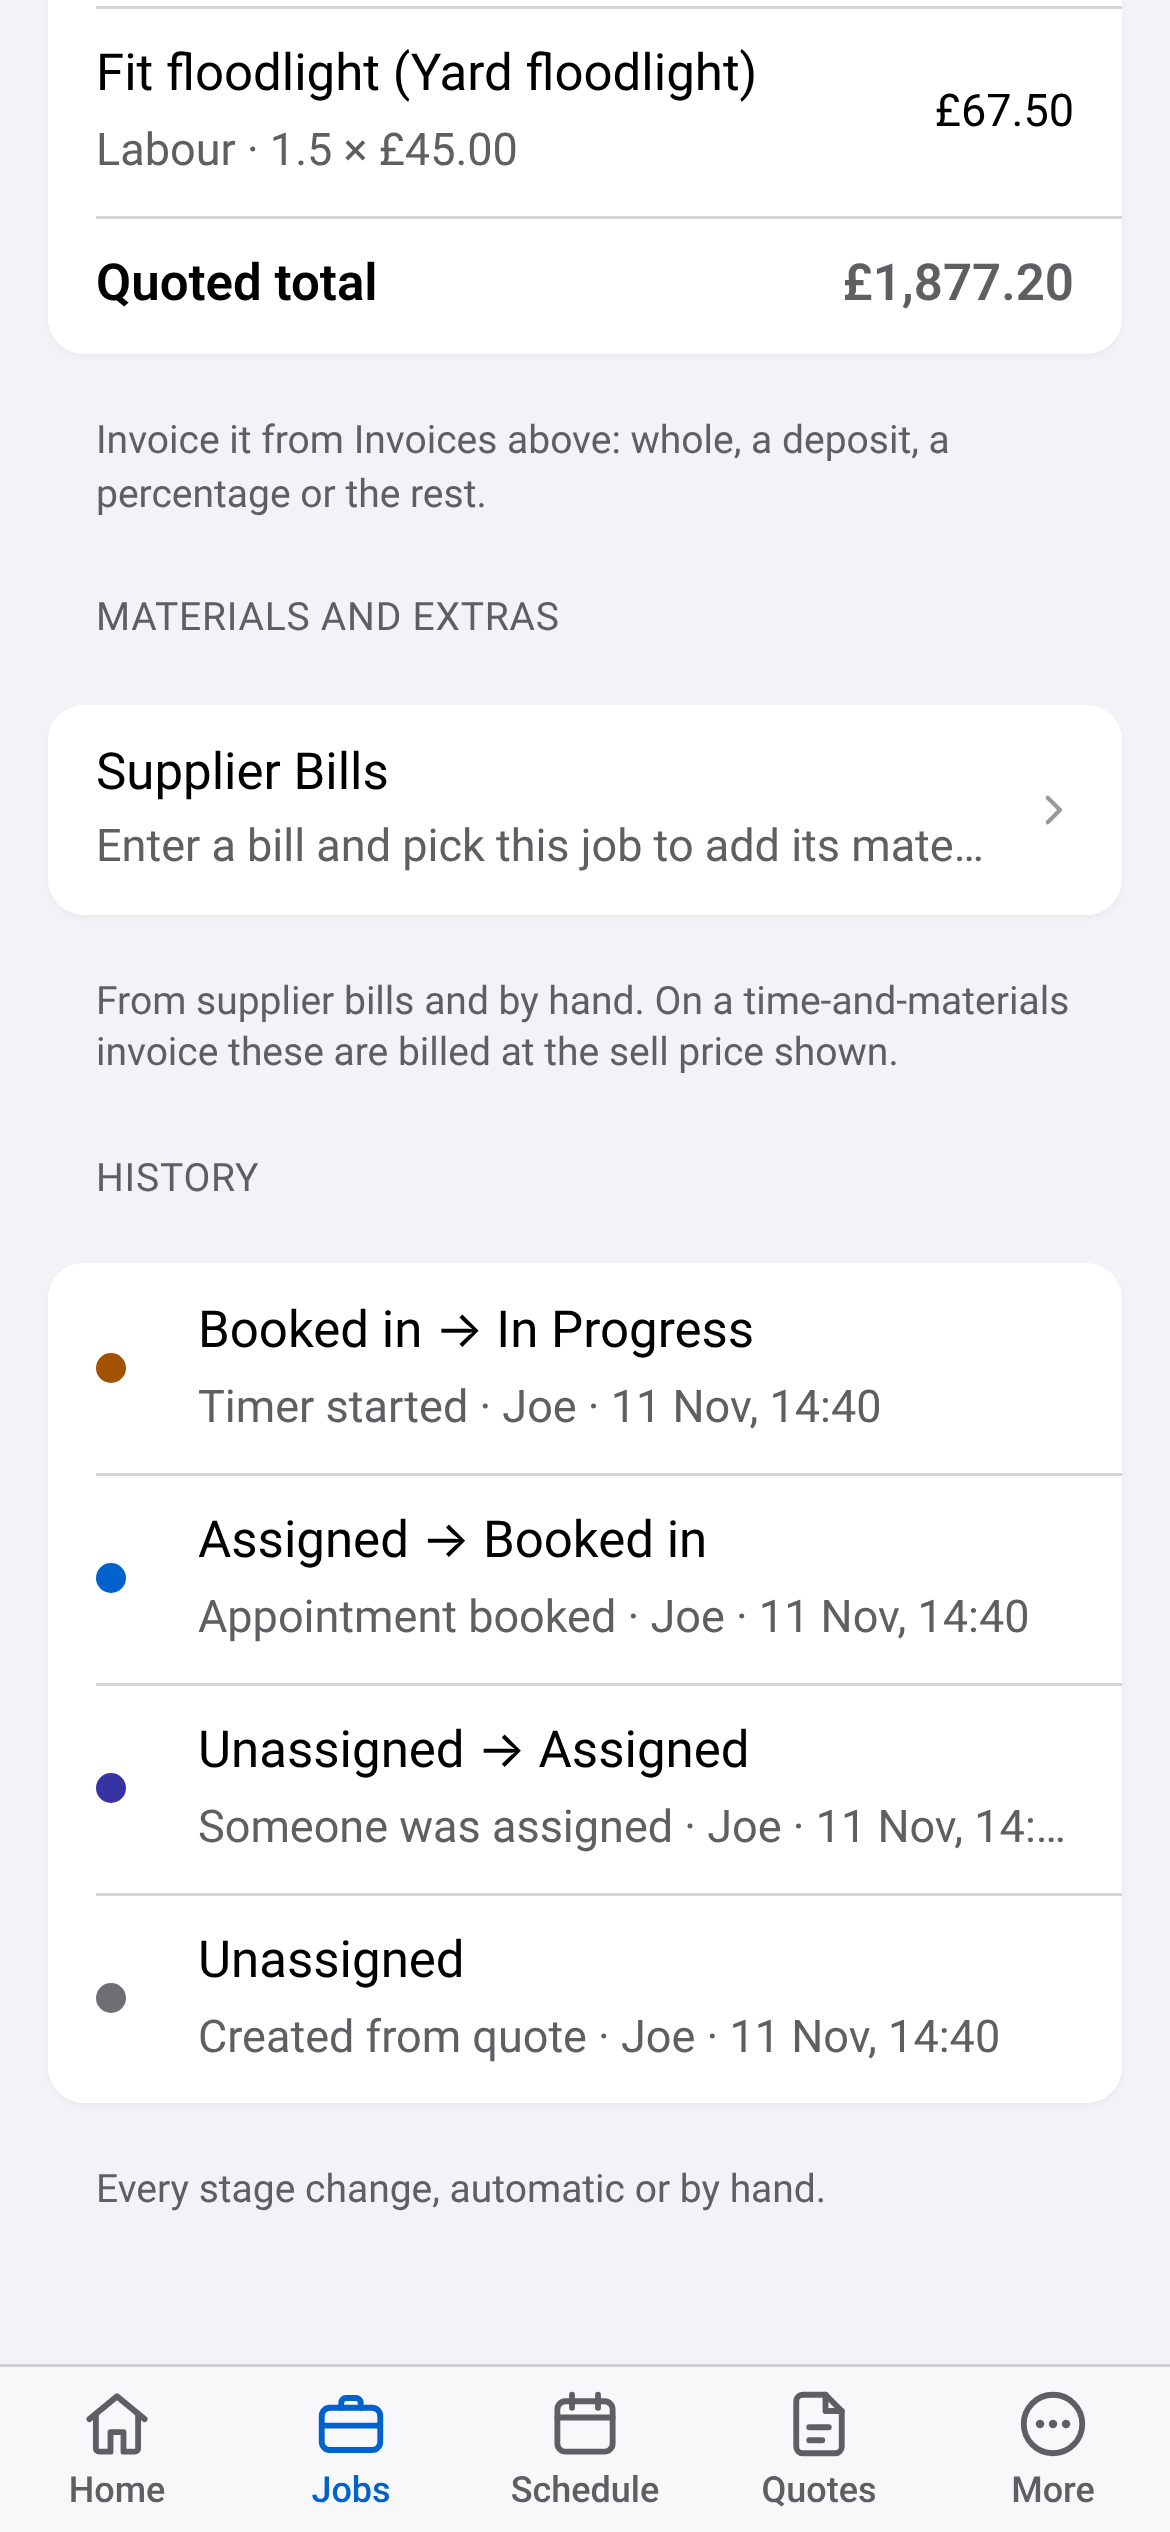 Fit floodlight (Yard floodlight)
Labour · 1.5 × £45.00
£67.50
Quoted total
£1,877.20
Invoice it from Invoices above: whole, a deposit, a
percentage or the rest.
MATERIALS AND EXTRAS
Supplier Bills
Enter a bill and pick this job to add its mate…
From supplier bills and by hand. On a time-and-materials
invoice these are billed at the sell price shown.
HISTORY
Booked in → In Progress
Timer started · Joe · 11 Nov, 14:40
Assigned → Booked in
Appointment booked · Joe · 11 Nov, 14:40
Unassigned → Assigned
Someone was assigned · Joe · 11 Nov, 14:…
Unassigned
Created from quote · Joe · 11 Nov, 14:40
Every stage change, automatic or by hand.
Home
Jobs
Schedule
Quotes
More